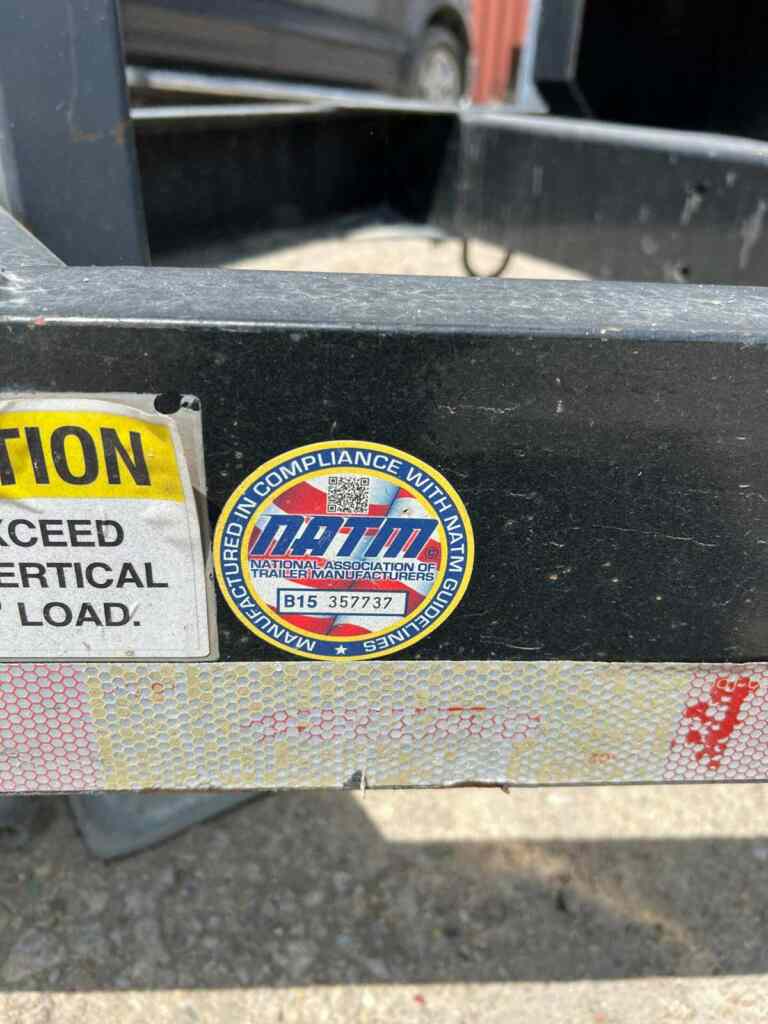 TION
XCEED
ERTICAL
LOAD.
MANUFACTURED IN COMPLIANCE WITH NATM GUIDELINES
NATM©
NATIONAL ASSOCIATION OF
TRAILER MANUFACTURERS
B15 357737